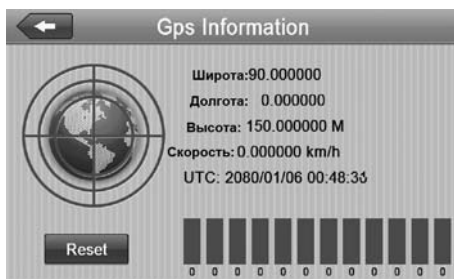 Gps Information
Широта:90.000000
Долгота: 0.000000
Высота: 150.000000 M
Скорость:0.000000 km/h
UTC: 2080/01/06 00:48:36
Reset
0 0 0 0 0 0 0 0 0 0 0 0